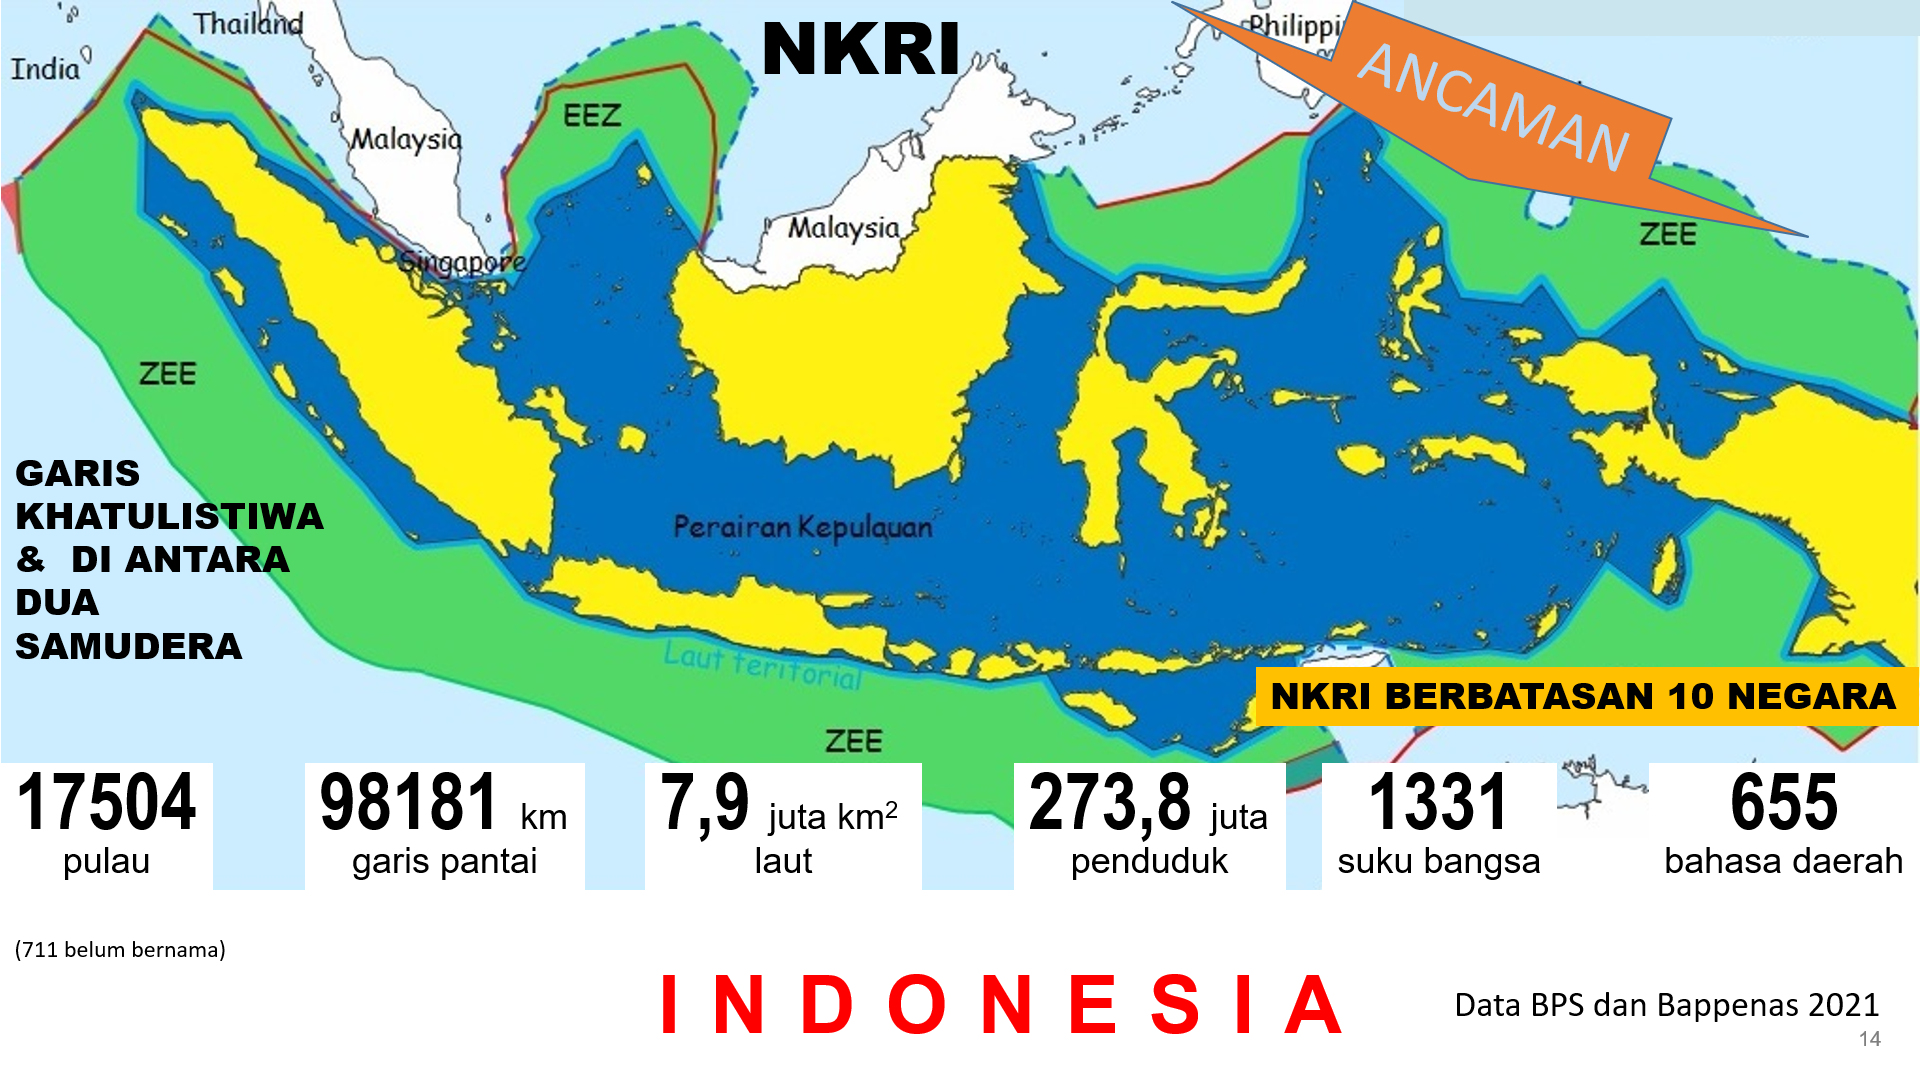 NKRI
Thailand
India
Philippi
ANCAMAN
EEZ
Malaysia
Malaysia
Singapore
ZEE
ZEE
GARIS
KHATULISTIWA
& DI ANTARA
DUA
SAMUDERA
Perairan Kepulauan
Laut teritorial
NKRI BERBATASAN 10 NEGARA
ZEE
17504
pulau
98181 km
garis pantai
7,9 juta km²
laut
273,8 juta
penduduk
1331
suku bangsa
655
bahasa daerah
(711 belum bernama)
INDONESIA
Data BPS dan Bappenas 2021
14